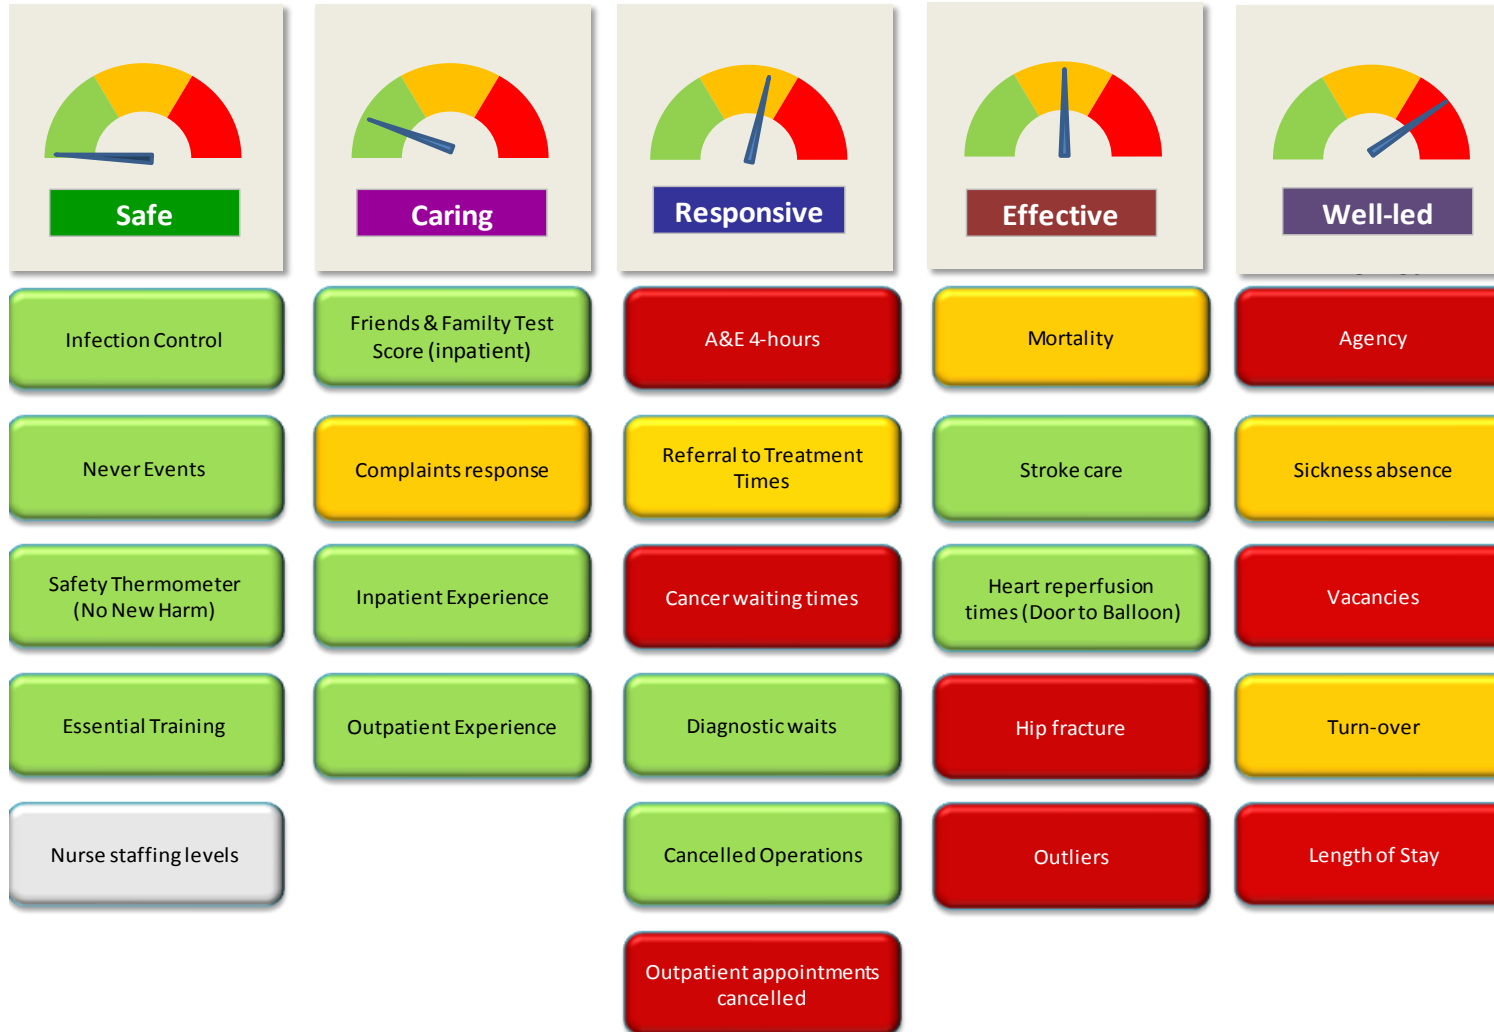 Safe
Caring
Responsive
Effective
Well-led
Infection Control
Friends & Familty Test
Score (inpatient)
A&E 4-hours
Mortality
Agency
Never Events
Complaints response
Referral to Treatment
Times
Stroke care
Sickness absence
Safety Thermometer
(No New Harm)
Inpatient Experience
Cancer waiting times
Heart reperfusion
times (Door to Balloon)
Vacancies
Essential Training
Outpatient Experience
Diagnostic waits
Hip fracture
Turn-over
Nurse staffing levels
Cancelled Operations
Outliers
Length of Stay
Outpatient appointments
cancelled